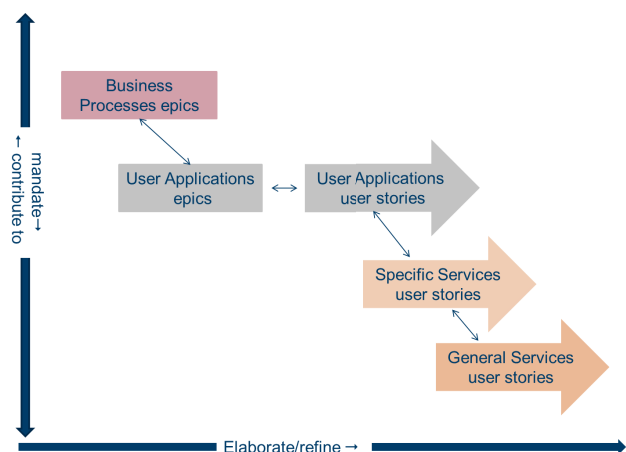 Business
Processes epics
User Applications
epics
User Applications
user stories
Specific Services
user stories
General Services
user stories
mandate→
← contribute to
Elaborate/refine →